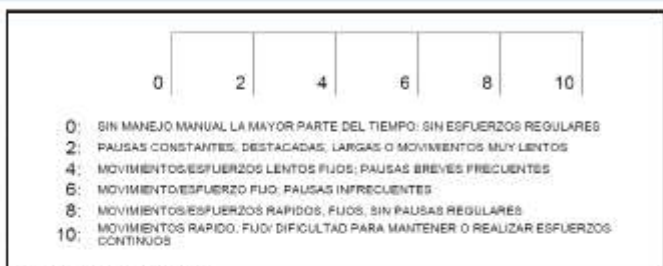 0 2 4 6 8 10
0: SIN MANEJO MANUAL LA MAYOR PARTE DEL TIEMPO: SIN ESFUERZOS REGULARES
2: PAUSAS CONSTANTES, DESTACADAS, LARGAS O MOVIMIENTOS MUY LENTOS
4: MOVIMIENTOS/ESFUERZOS LENTOS FIJOS; PAUSAS BREVES FRECUENTES
6: MOVIMIENTO/ESFUERZO FIJO; PAUSAS INFRECUENTES
8: MOVIMIENTOS/ESFUERZOS RAPIDOS, FIJOS, SIN PAUSAS REGULARES
10: MOVIMIENTOS RAPIDO, FIJO/ DIFICULTAD PARA MANTENER O REALIZAR ESFUERZOS
CONTINUOS